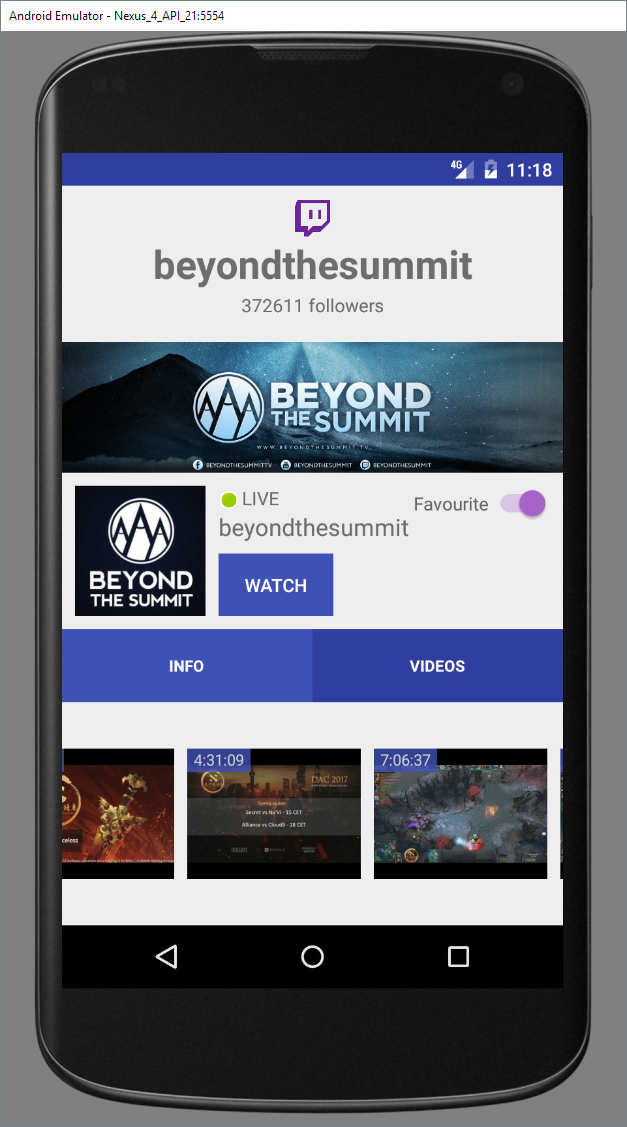 Android Emulator - Nexus_4_API_21:5554
4G 11:18
beyondthesummit
372611 followers
BEYOND
THE SUMMIT
WWW.BEYONDTHESUMMIT.TV
BEYONDTHESUMMITTV BEYONDTHESUMMIT BEYONDTHESUMMIT
BEYOND
THE SUMMIT
LIVE
Favourite
beyondthesummit
WATCH
INFO VIDEOS
4:31:09
DAC 2017
Coming up next:
Secret vs Na'Vi - 15 CET
Alliance vs Cloud9 - 18 CET
7:06:37